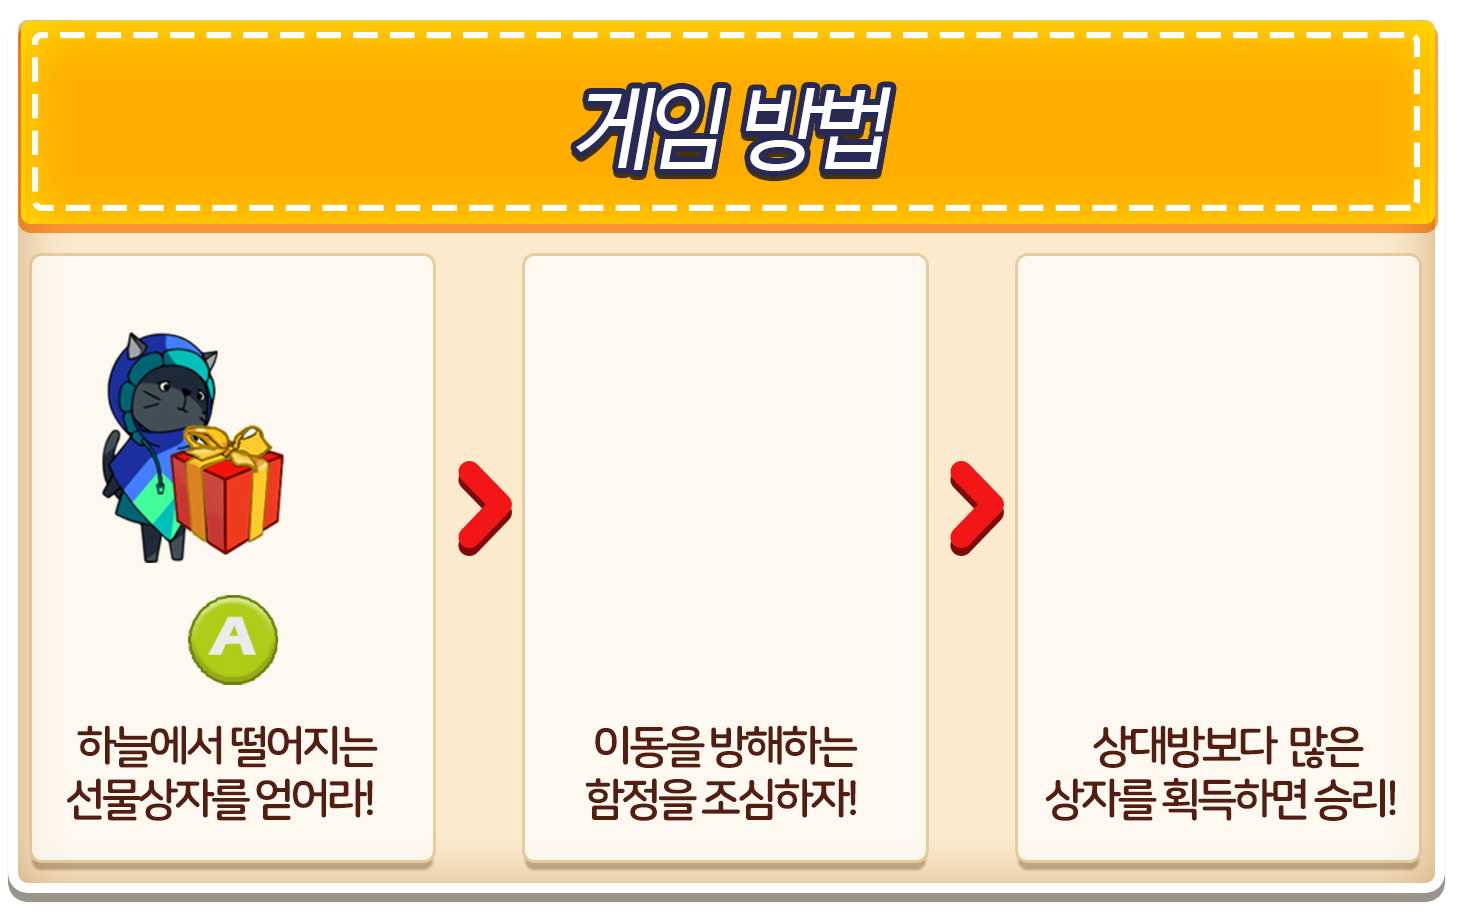 게임 방법
A
하늘에서 떨어지는
선물상자를 얻어라!
이동을 방해하는
함정을 조심하자!
상대방보다 많은
상자를 획득하면 승리!